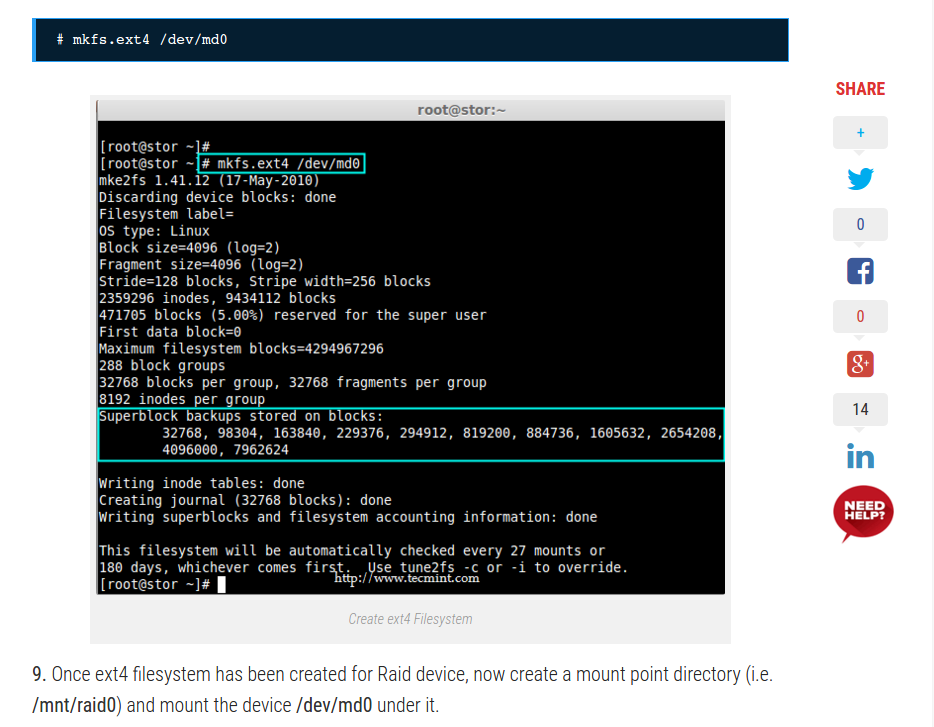 # mkfs.ext4 /dev/md0
root@stor:~
[root@stor ~]#
[root@stor ~]# mkfs.ext4 /dev/md0
mke2fs 1.41.12 (17-May-2010)
Discarding device blocks: done
Filesystem label=
OS type: Linux
Block size=4096 (log=2)
Fragment size=4096 (log=2)
Stride=128 blocks, Stripe width=256 blocks
2359296 inodes, 9434112 blocks
471705 blocks (5.00%) reserved for the super user
First data block=0
Maximum filesystem blocks=4294967296
288 block groups
32768 blocks per group, 32768 fragments per group
8192 inodes per group
Superblock backups stored on blocks:
32768, 98304, 163840, 229376, 294912, 819200, 884736, 1605632, 2654208,
4096000, 7962624
Writing inode tables: done
Creating journal (32768 blocks): done
Writing superblocks and filesystem accounting information: done
This filesystem will be automatically checked every 27 mounts or
180 days, whichever comes first.  Use tune2fs -c or -i to override.
http://www.tecmint.com
[root@stor ~]#
Create ext4 Filesystem
9. Once ext4 filesystem has been created for Raid device, now create a mount point directory (i.e.
/mnt/raid0) and mount the device /dev/md0 under it.
SHARE
+
0
0
g+
14
in
NEED
HELP?